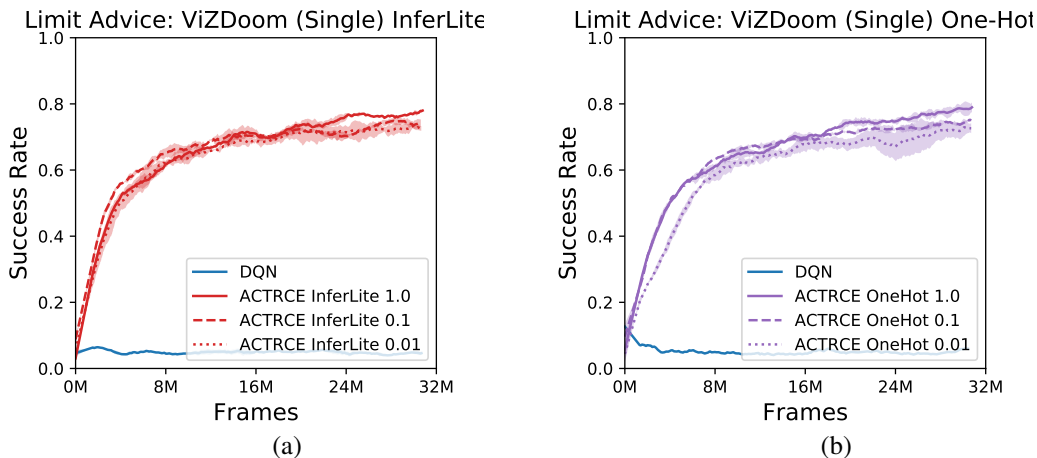 Limit Advice: ViZDoom (Single) InferLite
1.0
0.8
0.6
0.4
0.2
0.0
Success Rate
DQN
ACTRCE InferLite 1.0
ACTRCE InferLite 0.1
ACTRCE InferLite 0.01
0M
8M
16M
24M
32M
Frames
(a)
Limit Advice: ViZDoom (Single) One-Hot
1.0
0.8
0.6
0.4
0.2
0.0
Success Rate
DQN
ACTRCE OneHot 1.0
ACTRCE OneHot 0.1
ACTRCE OneHot 0.01
0M
8M
16M
24M
32M
Frames
(b)